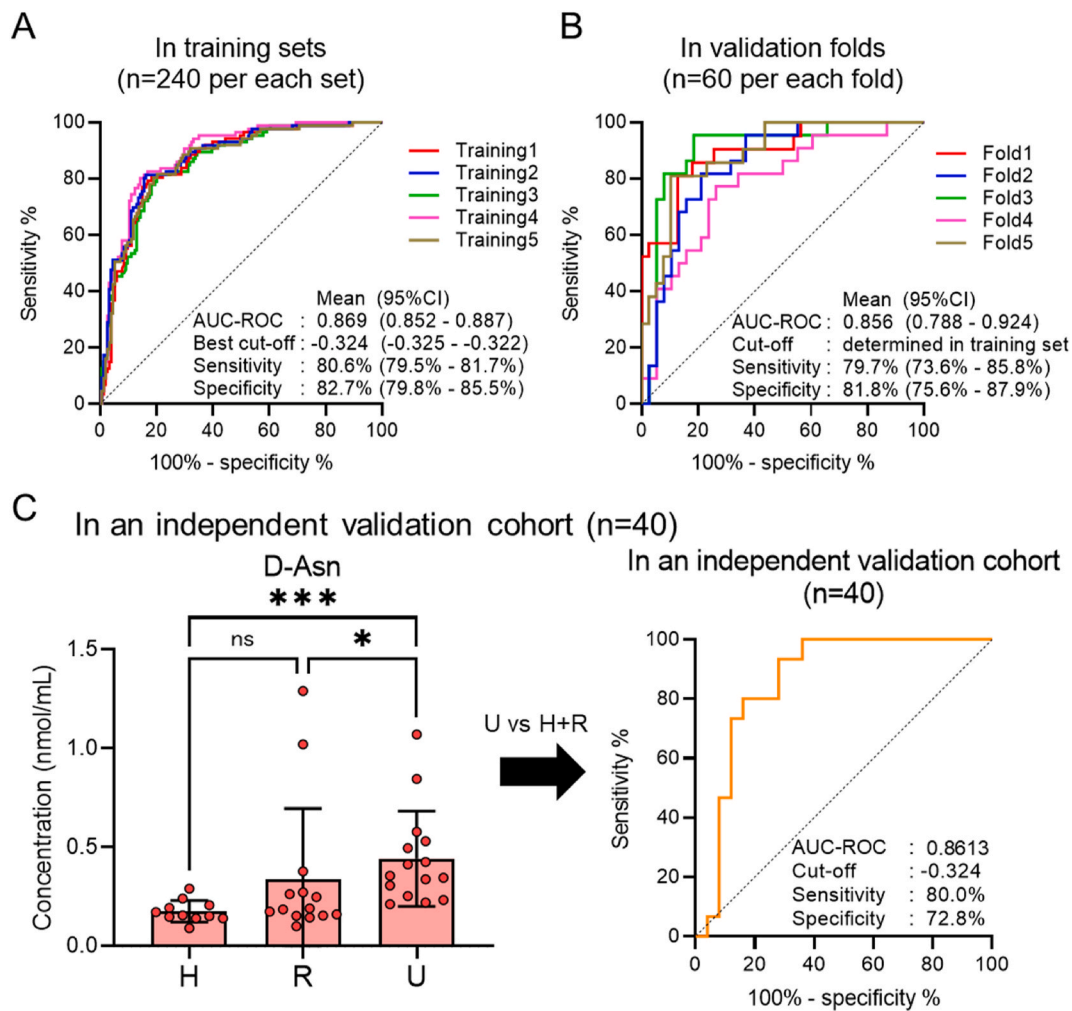 A
In training sets
(n=240 per each set)
100
80
60
40
20
0
Sensitivity %
Training1
Training2
Training3
Training4
Training5
Mean (95%CI)
AUC-ROC : 0.869 (0.852 - 0.887)
Best cut-off : -0.324 (-0.325 - -0.322)
Sensitivity : 80.6% (79.5% - 81.7%)
Specificity : 82.7% (79.8% - 85.5%)
0 20 40 60 80 100
100% - specificity %
B
In validation folds
(n=60 per each fold)
100
80
60
40
20
0
Sensitivity %
Fold1
Fold2
Fold3
Fold4
Fold5
Mean (95%CI)
AUC-ROC : 0.856 (0.788 - 0.924)
Cut-off : determined in training set
Sensitivity : 79.7% (73.6% - 85.8%)
Specificity : 81.8% (75.6% - 87.9%)
0 20 40 60 80 100
100% - specificity %
C
In an independent validation cohort (n=40)
D-Asn
***
ns
*
1.5
1.0
0.5
0.0
Concentration (nmol/mL)
H R U
U vs H+R
In an independent validation cohort
(n=40)
100
80
60
40
20
0
Sensitivity %
AUC-ROC : 0.8613
Cut-off : -0.324
Sensitivity : 80.0%
Specificity : 72.8%
0 20 40 60 80 100
100% - specificity %